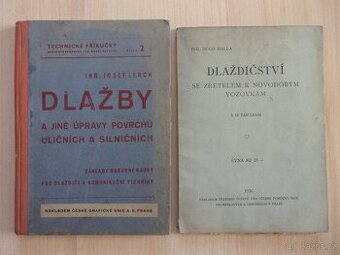 TECHNICKÉ PŘÍRUČKY
2
ING. JOSEF LERCH
DLAŽBY
A JINÉ ÚPRAVY POVRCHŮ
ULIČNÍCH A SILNIČNÍCH
ZÁKLADY ODBORNÉ NAUKY
PRO DLAŽDIČE A KOMUNIKAČNÍ TECHNIKY
NÁKLADEM ČESKÉ GRAFICKÉ UNIE A. S. PRAHA
ING. HUGO
DLAŽDIČSTVÍ
SE ZŘETELEM K NOVODOBÝM
VOZOVKÁM
CENA KČ